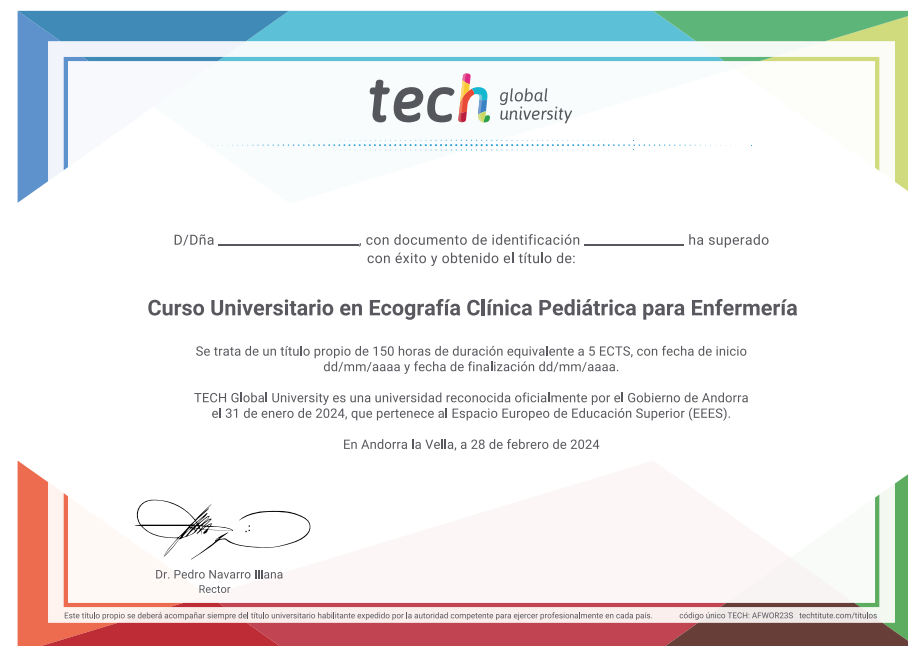 tech global university
D/Dña ____________, con documento de identificación ____________ ha superado
con éxito y obtenido el título de:
Curso Universitario en Ecografía Clínica Pediátrica para Enfermería
Se trata de un título propio de 150 horas de duración equivalente a 5 ECTS, con fecha de inicio
dd/mm/aaaa y fecha de finalización dd/mm/aaaa.
TECH Global University es una universidad reconocida oficialmente por el Gobierno de Andorra
el 31 de enero de 2024, que pertenece al Espacio Europeo de Educación Superior (EEES).
En Andorra la Vella, a 28 de febrero de 2024
Dr. Pedro Navarro Illana
Rector
Este título propio se deberá acompañar siempre del título universitario habilitante expedido por la autoridad competente para ejercer profesionalmente en cada país. código único TECH: AFWOR23S techtitute.com/títulos